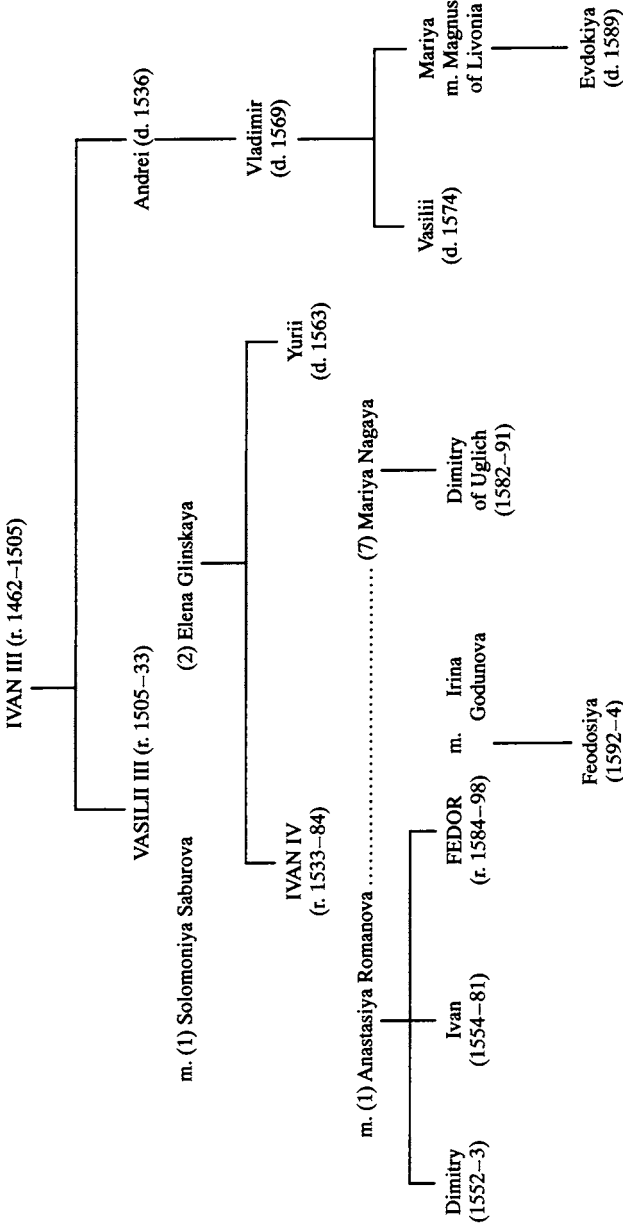 IVAN III (r. 1462–1505)
VASILII III (r. 1505–33)
Andrei (d. 1536)
m. (1) Solomoniya Saburova
(2) Elena Glinskaya
Vladimir
(d. 1569)
IVAN IV
(r. 1533–84)
Yurii
(d. 1563)
Vasilii
(d. 1574)
Mariya
m. Magnus
of Livonia
m. (1) Anastasiya Romanova
(7) Mariya Nagaya
Dimitry
(1552–3)
Ivan
(1554–81)
FEDOR
(r. 1584–98)
m. Irina
Godunova
Dimitry
of Uglich
(1582–91)
Evdokiya
(d. 1589)
Feodosiya
(1592–4)